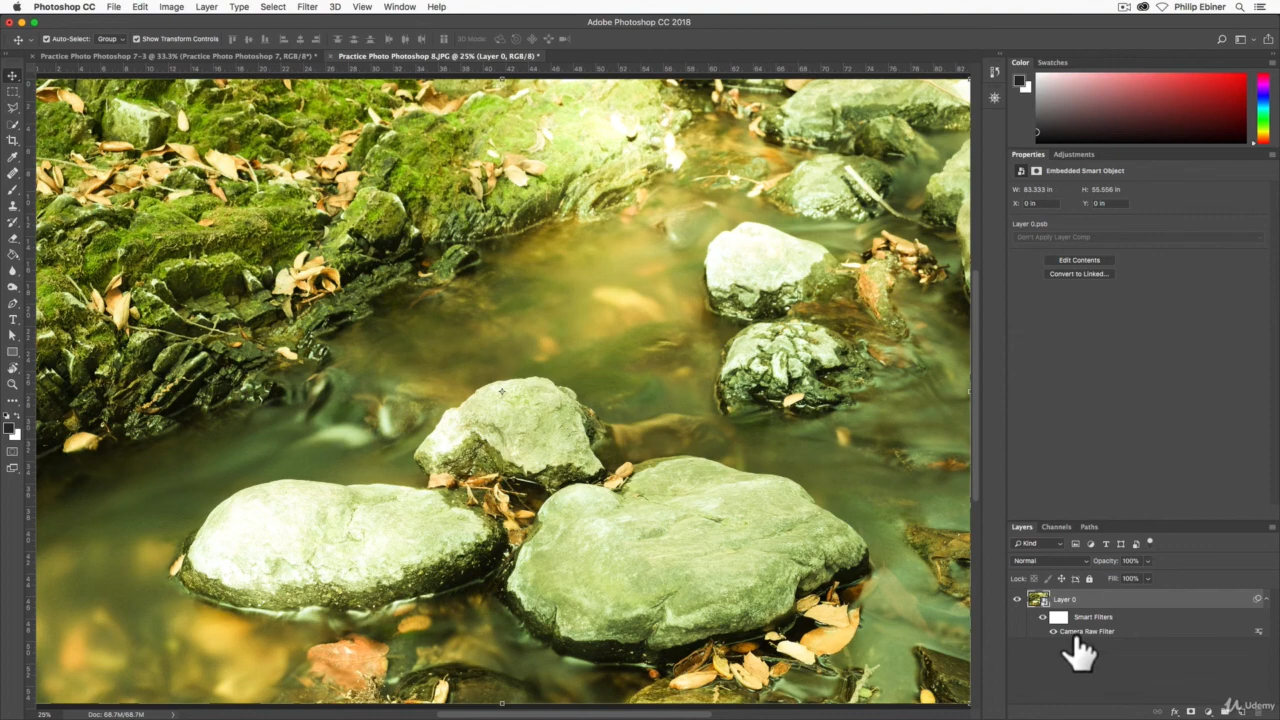 Photoshop CC File Edit Image Layer Type Select Filter 3D View Window Help Philip Ebiner
Adobe Photoshop CC 2018
Auto-Select: Group Show Transform Controls 3D Mode:
Practice Photo Photoshop 7-3 @ 33.3% (Practice Photo Photoshop 7, RGB/8*) * Practice Photo Photoshop 8.JPG @ 25% (Layer 0, RGB/8) *
Color Swatches
Properties Adjustments
Embedded Smart Object
W: 83.333 in H: 55.556 in
X: 0 in Y: 0 in
Layer 0.psb
Don't Apply Layer Comp
Edit Contents
Convert to Linked...
Layers Channels Paths
Kind
Normal Opacity: 100%
Lock: Fill: 100%
Layer 0
Smart Filters
Camera Raw Filter
25% Doc: 68.7M/68.7M
Udemy